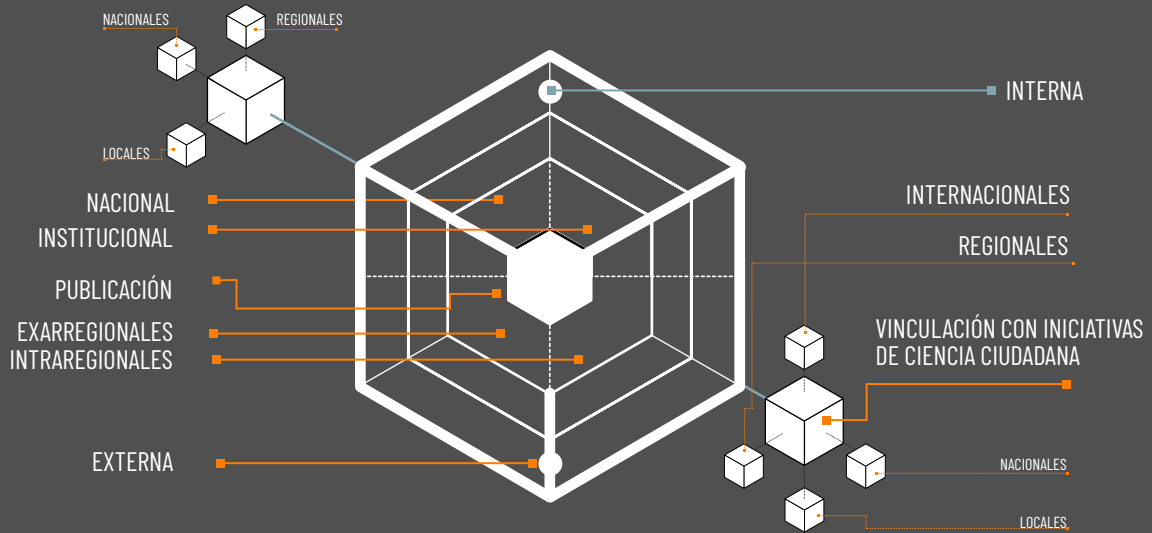 NACIONALES
REGIONALES
LOCALES
INTERNA
NACIONAL
INSTITUCIONAL
PUBLICACIÓN
EXARREGIONALES
INTRAREGIONALES
EXTERNA
INTERNACIONALES
REGIONALES
VINCULACIÓN CON INICIATIVAS
DE CIENCIA CIUDADANA
NACIONALES
LOCALES